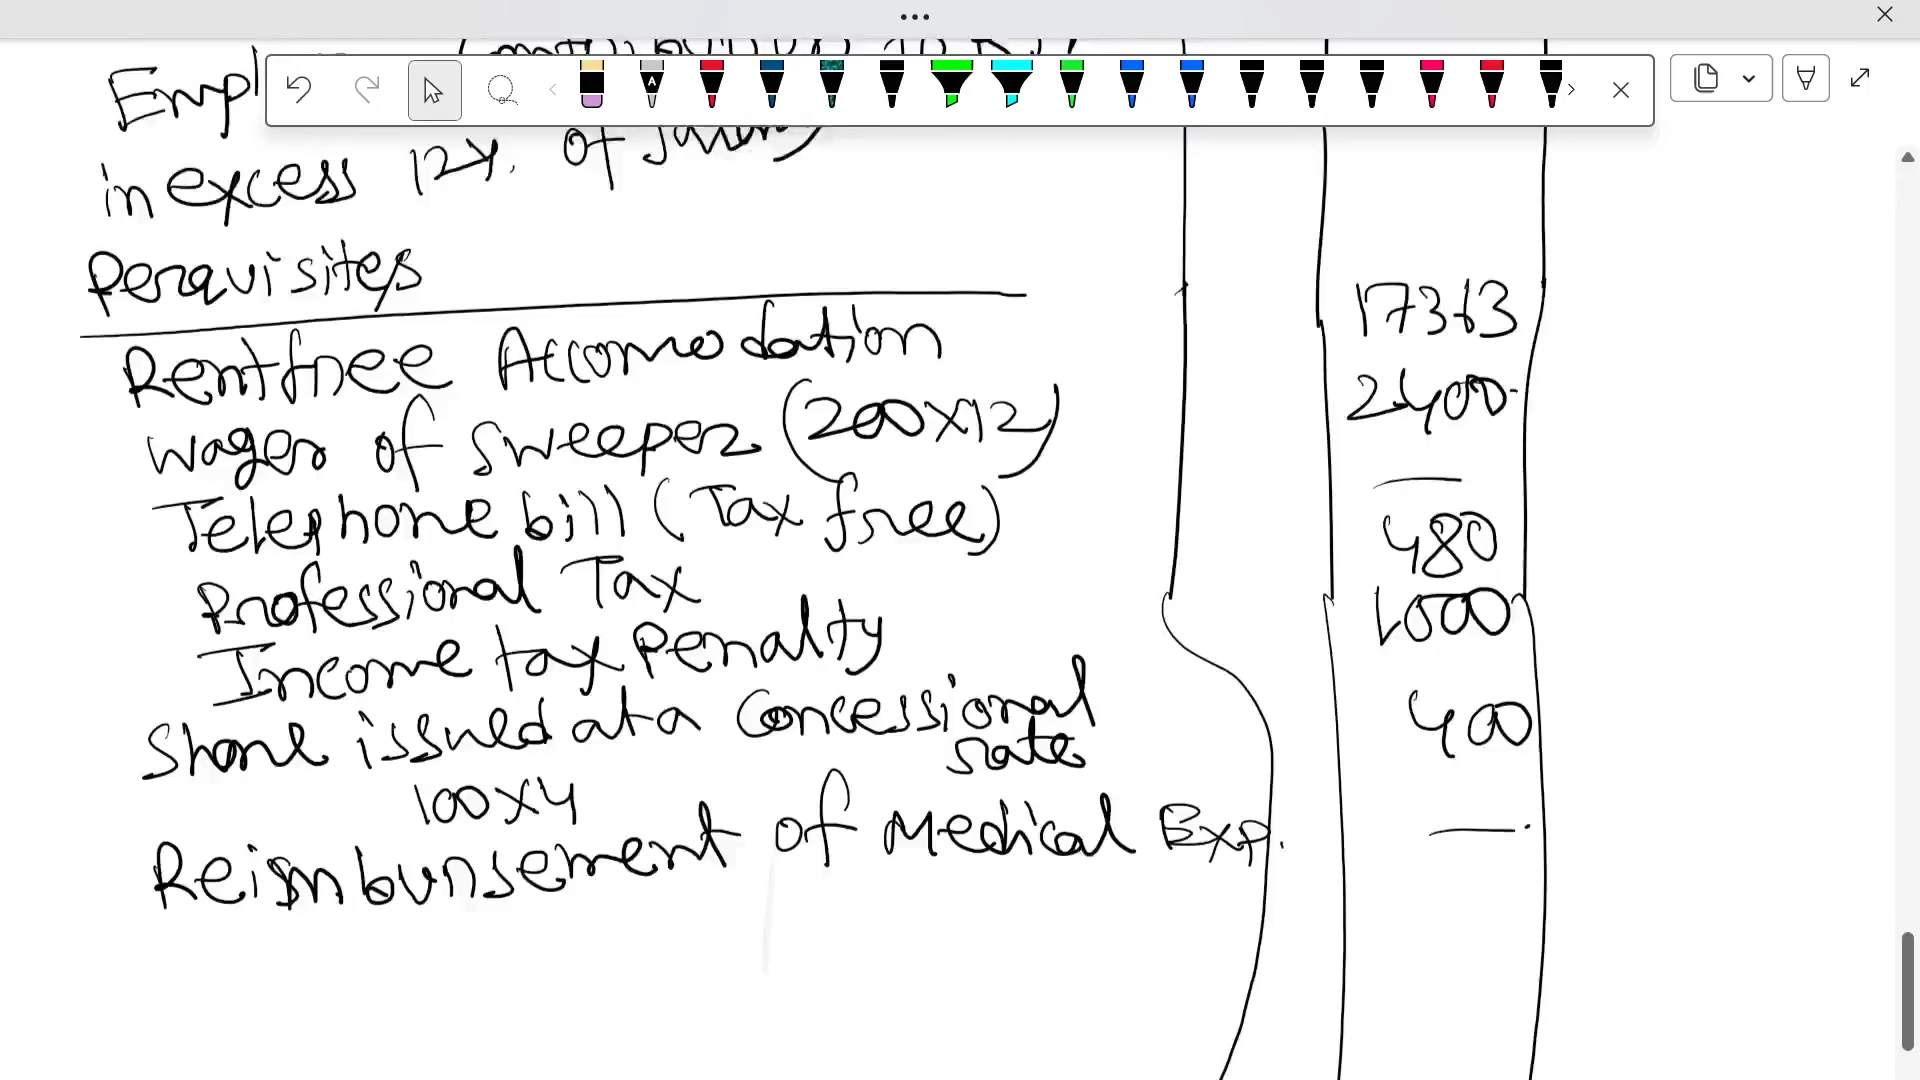 Empl
in excess 12%. of salary
Perquisites
Rentfree Accomodation 17363
wages of sweeper (200x12) 2400
Telephone bill (Tax free) —
Professional Tax 480
Income tax Penalty 1000
Share issued at a Concessional rate 400
100x4
Reimbursement of Medical Exp. —